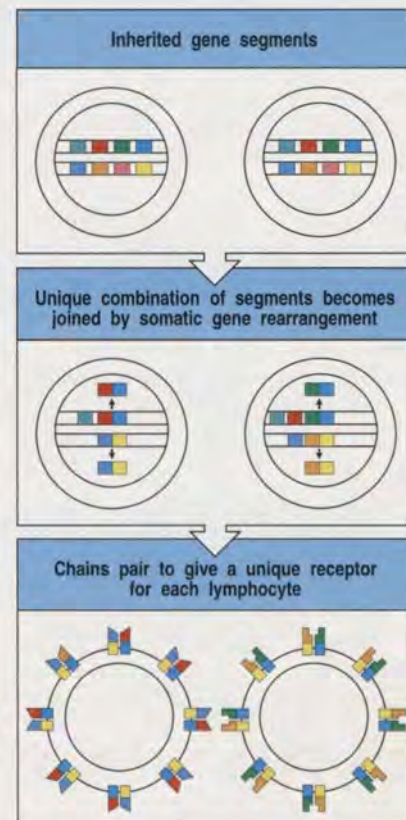 Inherited gene segments
Unique combination of segments becomes
joined by somatic gene rearrangement
Chains pair to give a unique receptor
for each lymphocyte